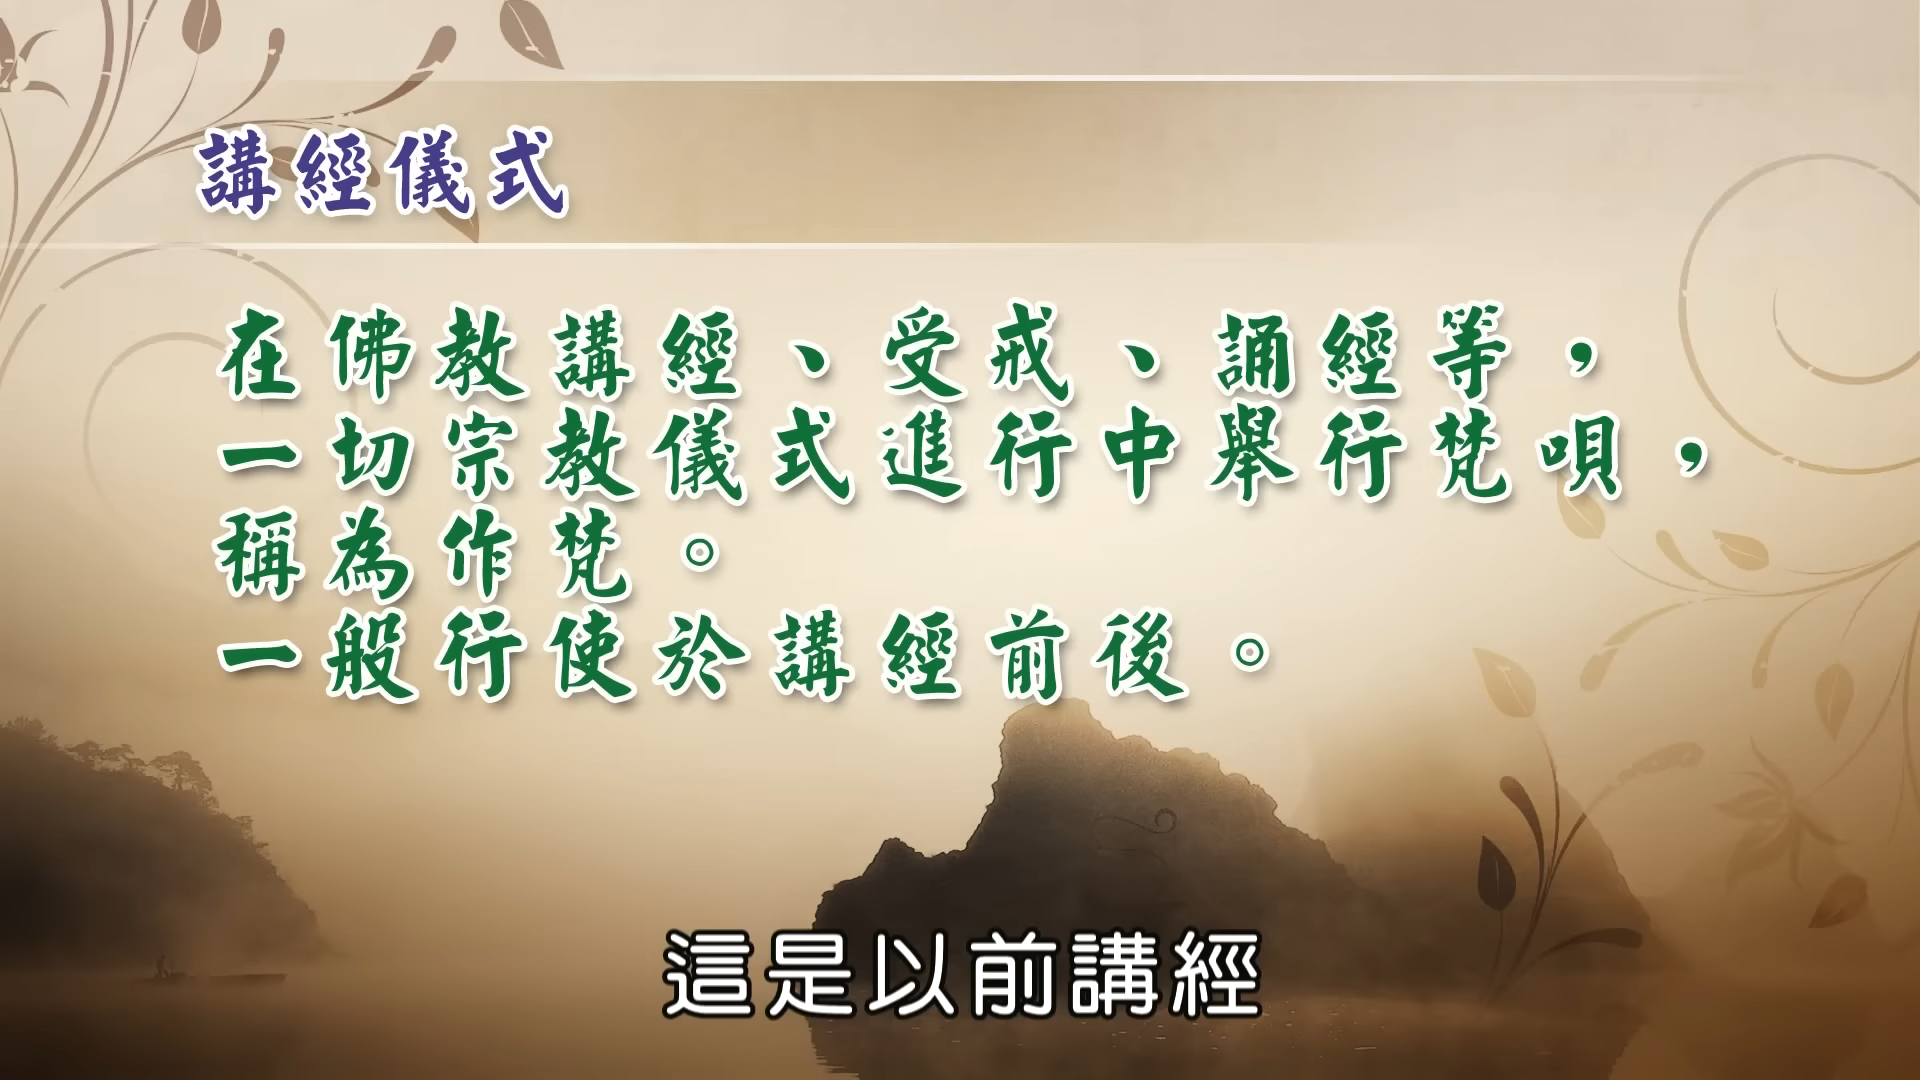 講經儀式
在佛教講經、受戒、誦經等，
一切宗教儀式進行中舉行梵唄，
稱為作梵。
一般行使於講經前後。
這是以前講經